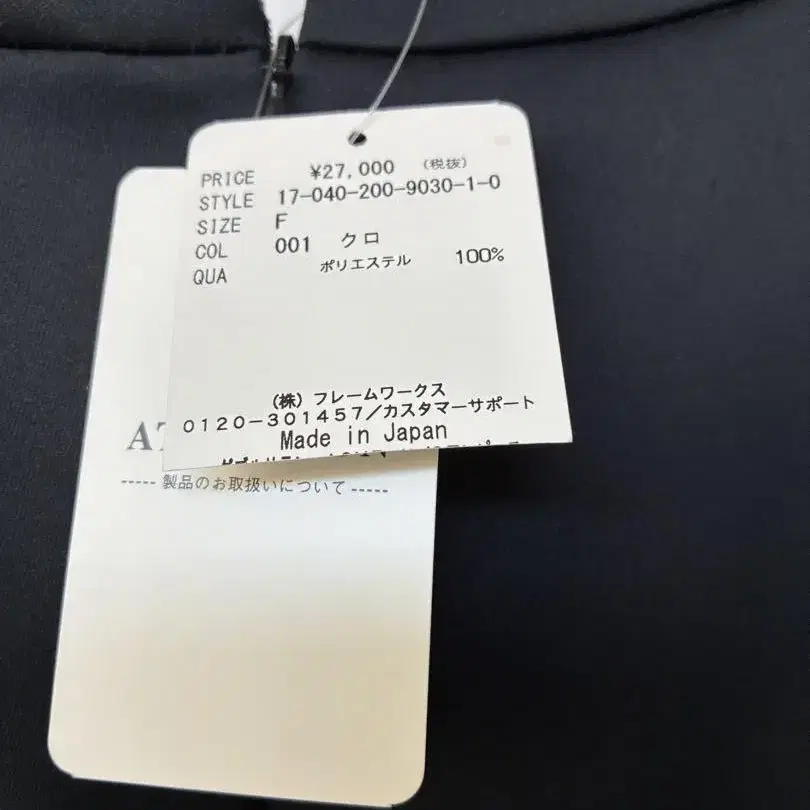 PRICE ¥27,000 (税抜)
STYLE 17-040-200-9030-1-0
SIZE F
COL 001 クロ
QUA ポリエステル 100%
(株)フレームワークス
0120-301457/カスタマーサポート
Made in Japan
----- 製品のお取扱いについて -----